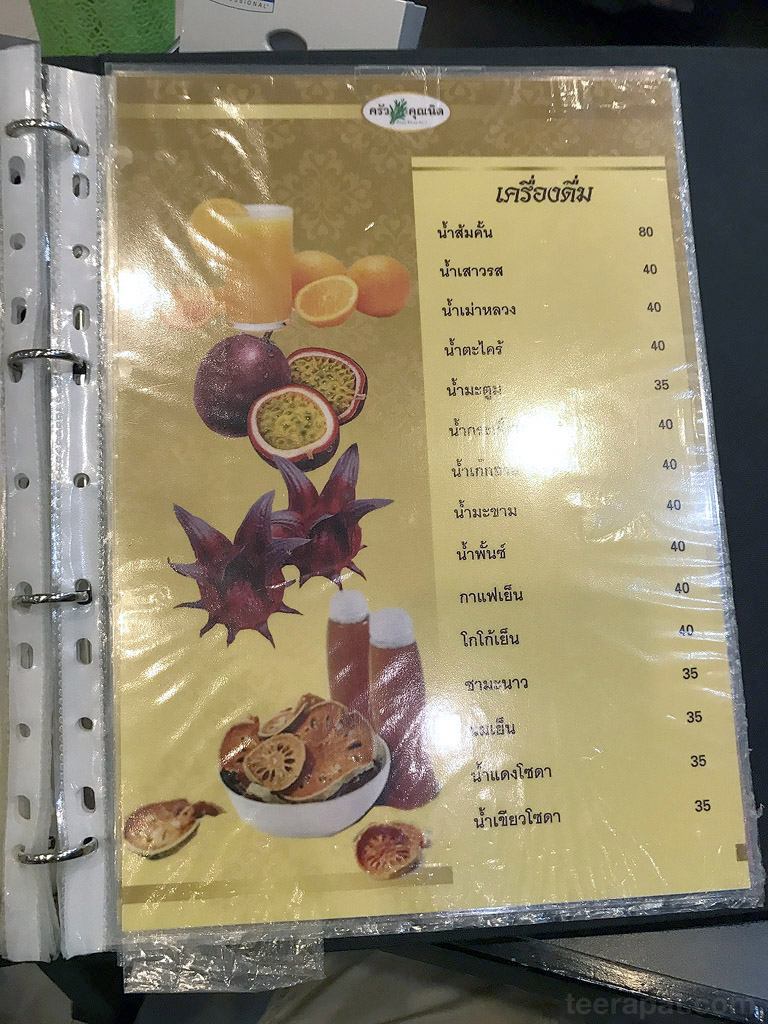 ครัว คุณนิด
เครื่องดื่ม
น้ำส้มคั้น 80
น้ำเสาวรส 40
น้ำเม่าหลวง 40
น้ำตะไคร้ 40
น้ำมะตูม 35
40
40
น้ำมะขาม 40
น้ำพั้นซ์ 40
กาแฟเย็น 40
โกโก้เย็น 40
ชามะนาว 35
35
น้ำแดงโซดา 35
น้ำเขียวโซดา 35
teerapat.com